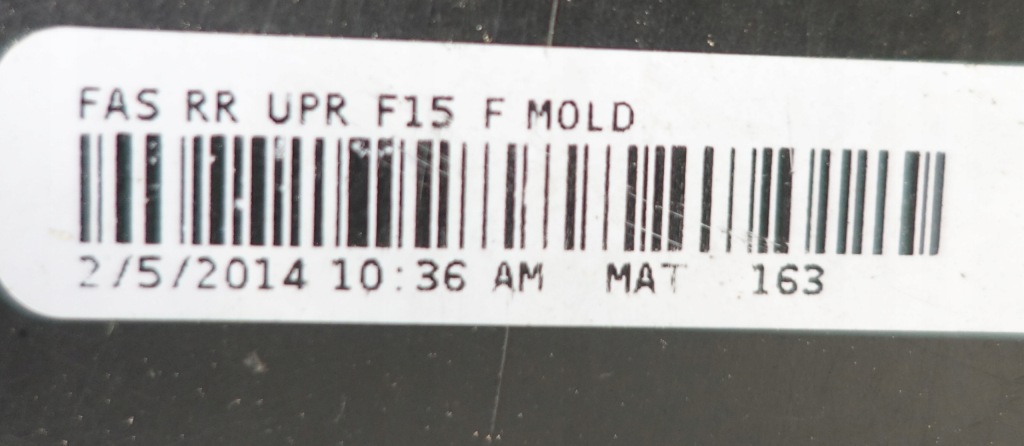 FAS RR UPR F15 F MOLD
2/5/2014 10:36 AM MAT 163